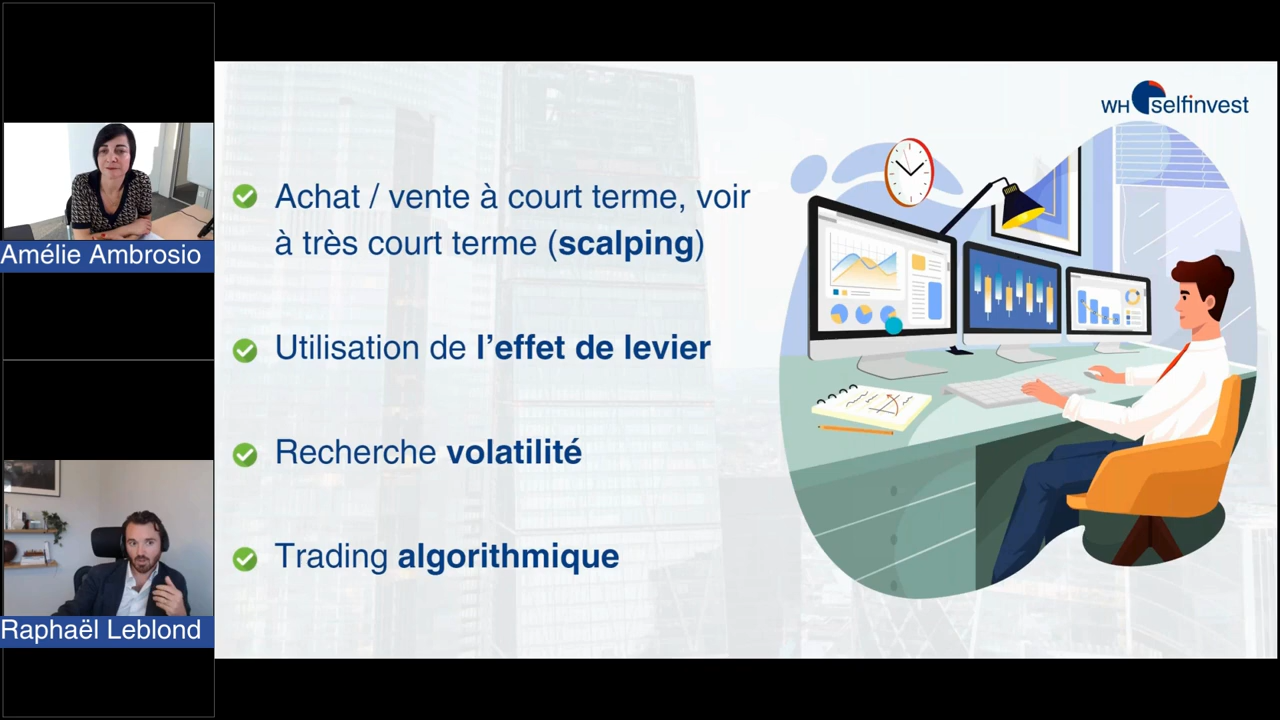 Amélie Ambrosio
Raphaël Leblond
WH selfinvest
Achat / vente à court terme, voir
à très court terme (scalping)
Utilisation de l’effet de levier
Recherche volatilité
Trading algorithmique